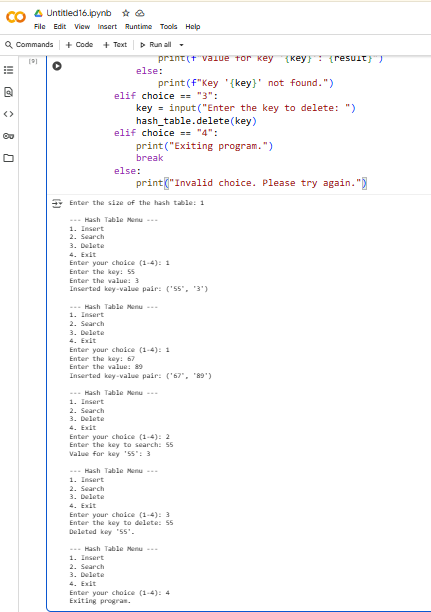 Untitled16.ipynb
File Edit View Insert Runtime Tools Help
Commands + Code + Text Run all
[9]
print(f"Value for key '{key}': {result}")
else:
print(f"Key '{key}' not found.")
elif choice == "3":
key = input("Enter the key to delete: ")
hash_table.delete(key)
elif choice == "4":
print("Exiting program.")
break
else:
print("Invalid choice. Please try again.")
Enter the size of the hash table: 1
--- Hash Table Menu ---
1. Insert
2. Search
3. Delete
4. Exit
Enter your choice (1-4): 1
Enter the key: 55
Enter the value: 3
Inserted key-value pair: ('55', '3')
--- Hash Table Menu ---
1. Insert
2. Search
3. Delete
4. Exit
Enter your choice (1-4): 1
Enter the key: 67
Enter the value: 89
Inserted key-value pair: ('67', '89')
--- Hash Table Menu ---
1. Insert
2. Search
3. Delete
4. Exit
Enter your choice (1-4): 2
Enter the key to search: 55
Value for key '55': 3
--- Hash Table Menu ---
1. Insert
2. Search
3. Delete
4. Exit
Enter your choice (1-4): 3
Enter the key to delete: 55
Deleted key '55'.
--- Hash Table Menu ---
1. Insert
2. Search
3. Delete
4. Exit
Enter your choice (1-4): 4
Exiting program.